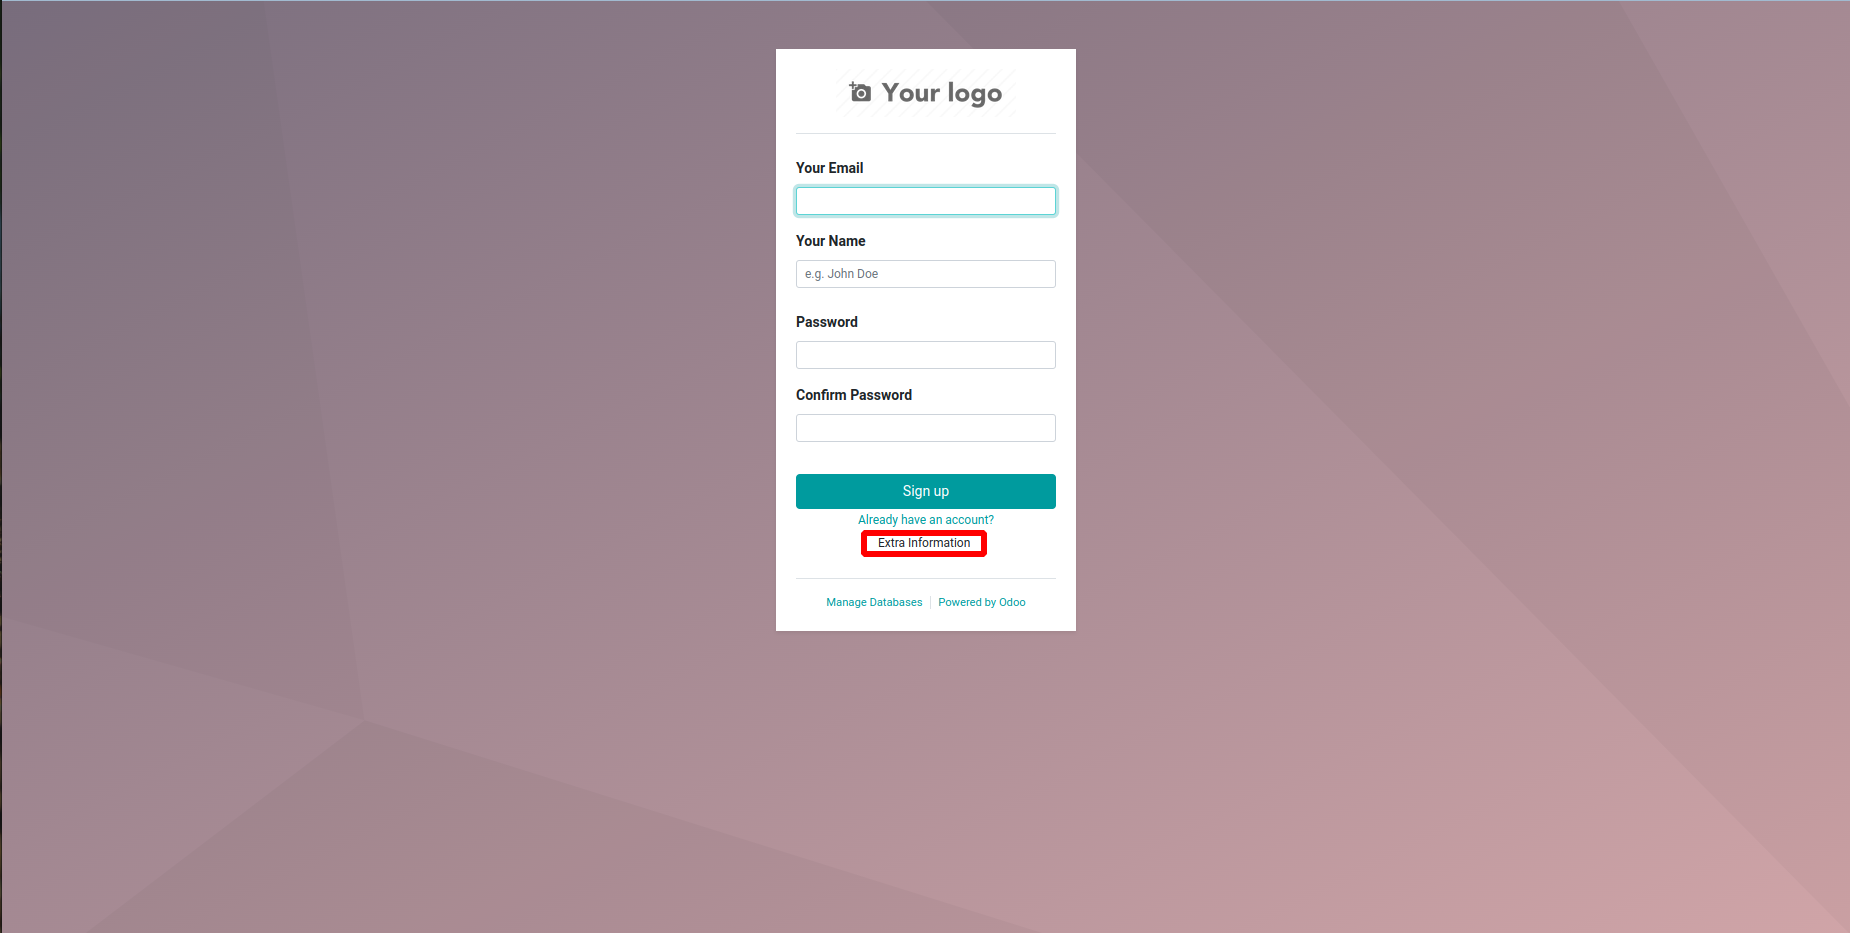 Your logo
Your Email
Your Name
e.g. John Doe
Password
Confirm Password
Sign up
Already have an account?
Extra Information
Manage Databases | Powered by Odoo